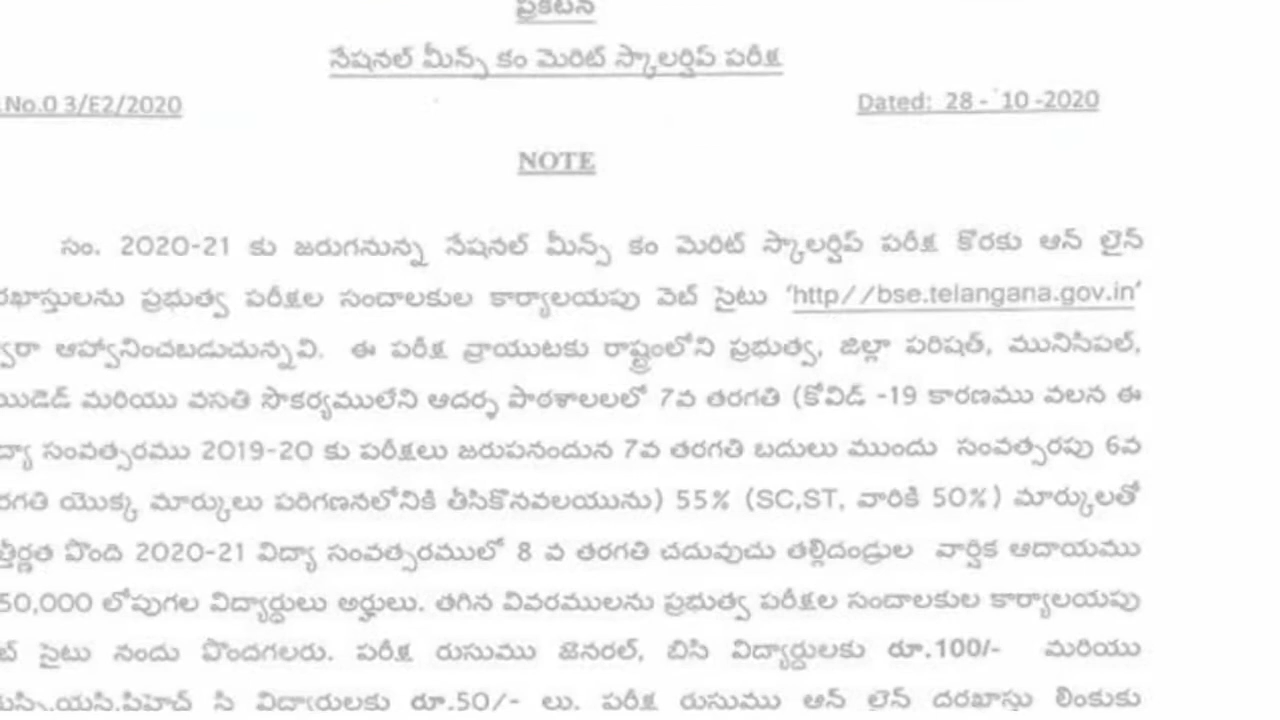 ప్రకటన
నేషనల్ మీన్స్ కం మెరిట్ స్కాలర్షిప్ పరీక్ష
.No.0 3/E2/2020 Dated: 28 - 10 -2020
NOTE
సం. 2020-21 కు జరుగనున్న నేషనల్ మీన్స్ కం మెరిట్ స్కాలర్షిప్ పరీక్ష కొరకు ఆన్ లైన్
ప్రభుత్వ పరీక్షల సంచాలకుల కార్యాలయపు వెబ్ సైటు 'http//bse.telangana.gov.in'
ఆహ్వానించబడుచున్నవి. ఈ పరీక్ష వ్రాయుటకు రాష్ట్రంలోని ప్రభుత్వ, జిల్లా పరిషత్, మునిసిపల్,
మరియు వసతి సౌకర్యములేని ఆదర్శ పాఠశాలలలో 7వ తరగతి (కోవిడ్ -19 కారణము వలన ఈ
సంవత్సరము 2019-20 కు పరీక్షలు జరుపనందున 7వ తరగతి బదులు ముందు సంవత్సరపు 6వ
యొక్క మార్కులు పరిగణనలోనికి తీసికొనవలయును) 55% (SC,ST, వారికి 50%) మార్కులతో
పొంది 2020-21 విద్యా సంవత్సరములో 8 వ తరగతి చదువుచు తల్లిదండ్రుల వార్షిక ఆదాయము
50,000 లోపుగల విద్యార్థులు అర్హులు. తగిన వివరములను ప్రభుత్వ పరీక్షల సంచాలకుల కార్యాలయపు
సైటు నందు పొందగలరు. పరీక్ష రుసుము జెనరల్, బిసి విద్యార్థులకు రూ.100/- మరియు
విద్యార్థులకు రూ.50/- లు. పరీక్ష రుసుము ఆన్ లైన్ దరఖాస్తు లింకుకు